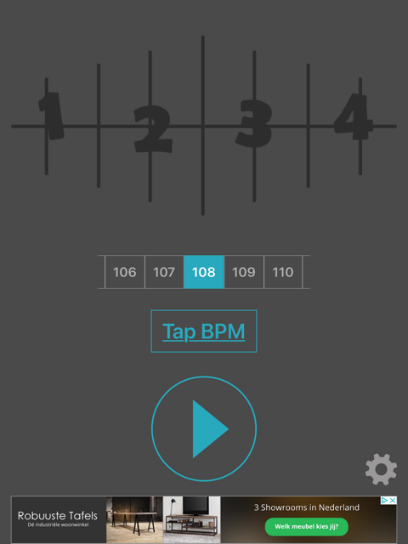 1 2 3 4
106 107 108 109 110
Tap BPM
Robuuste Tafels
Dé industriële woonwinkel
3 Showrooms in Nederland
Welk meubel kies jij?